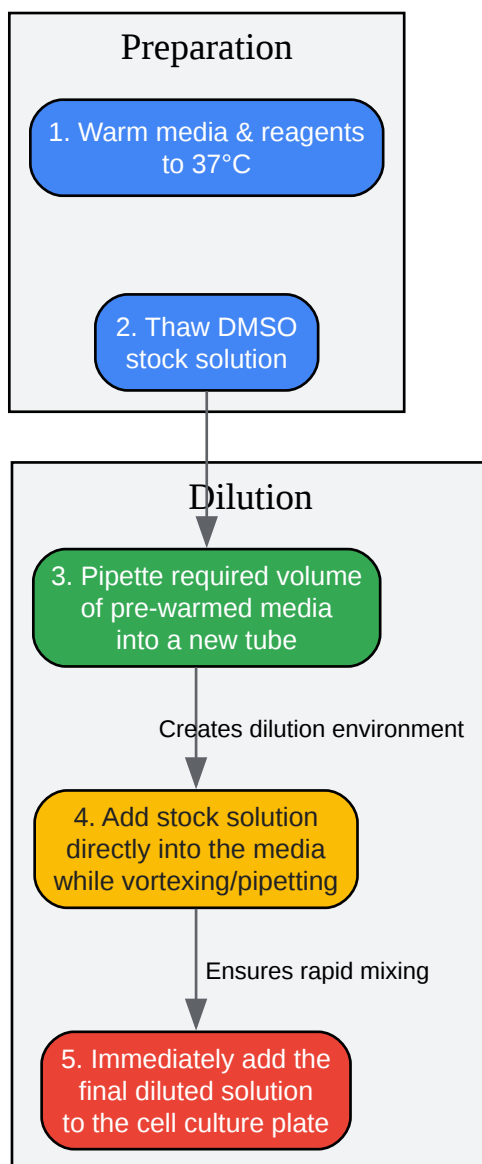 Preparation
1. Warm media & reagents
to 37°C
2. Thaw DMSO
stock solution
Dilution
3. Pipette required volume
of pre-warmed media
into a new tube
Creates dilution environment
4. Add stock solution
directly into the media
while vortexing/pipetting
Ensures rapid mixing
5. Immediately add the
final diluted solution
to the cell culture plate